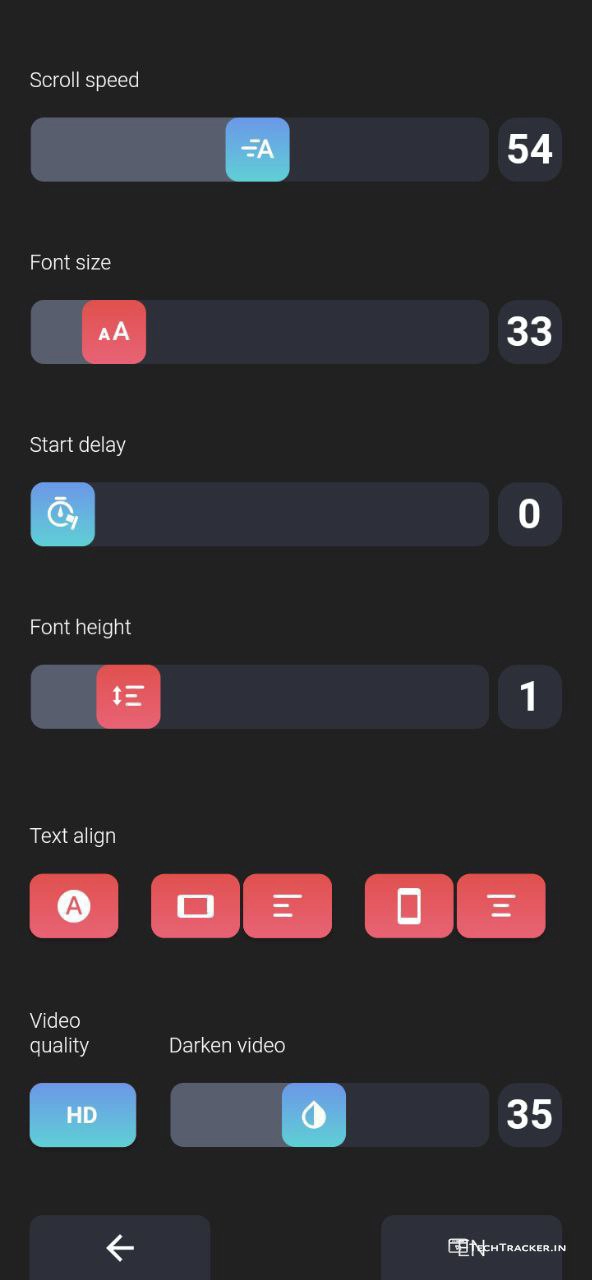 Scroll speed
A
54
Font size
AA
33
Start delay
0
Font height
1
Text align
A
Video
quality
Darken video
HD
35
EN
TECHTRACKER.IN